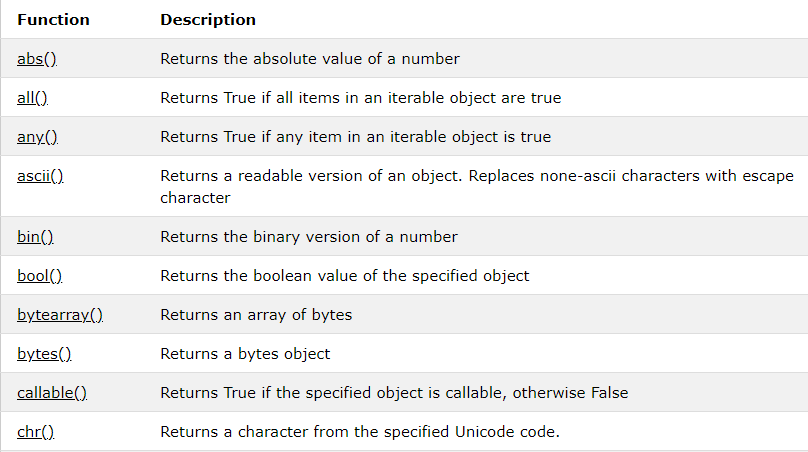 Function Description
abs() Returns the absolute value of a number
all() Returns True if all items in an iterable object are true
any() Returns True if any item in an iterable object is true
ascii() Returns a readable version of an object. Replaces none-ascii characters with escape
character
bin() Returns the binary version of a number
bool() Returns the boolean value of the specified object
bytearray() Returns an array of bytes
bytes() Returns a bytes object
callable() Returns True if the specified object is callable, otherwise False
chr() Returns a character from the specified Unicode code.